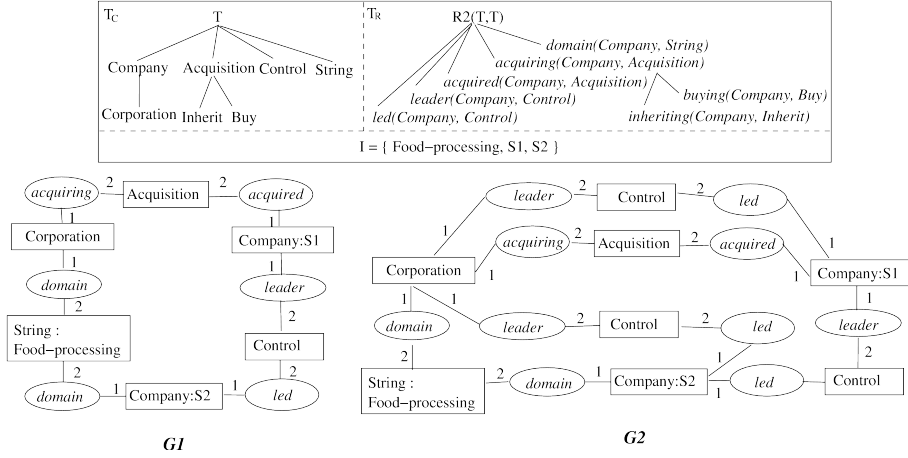 T_C T T_R R2(T,T)
domain(Company, String)
Company Acquisition Control String acquiring(Company, Acquisition)
acquired(Company, Acquisition)
leader(Company, Control) buying(Company, Buy)
Corporation Inherit Buy led(Company, Control) inheriting(Company, Inherit)
I = { Food−processing, S1, S2 }
acquiring 2 Acquisition 2 acquired
1 1
Corporation Company:S1
1 1
domain leader
2 2
String : Control
Food−processing
2 2
domain 1 Company:S2 1 led
G1
leader 2 Control 2 led
1 1
acquiring 2 Acquisition 2 acquired
Corporation 1 1 Company:S1
1 1 1
domain leader 2 Control 2 led leader
2 1 2
String : 2 domain 1 Company:S2 1 led Control
Food−processing
G2